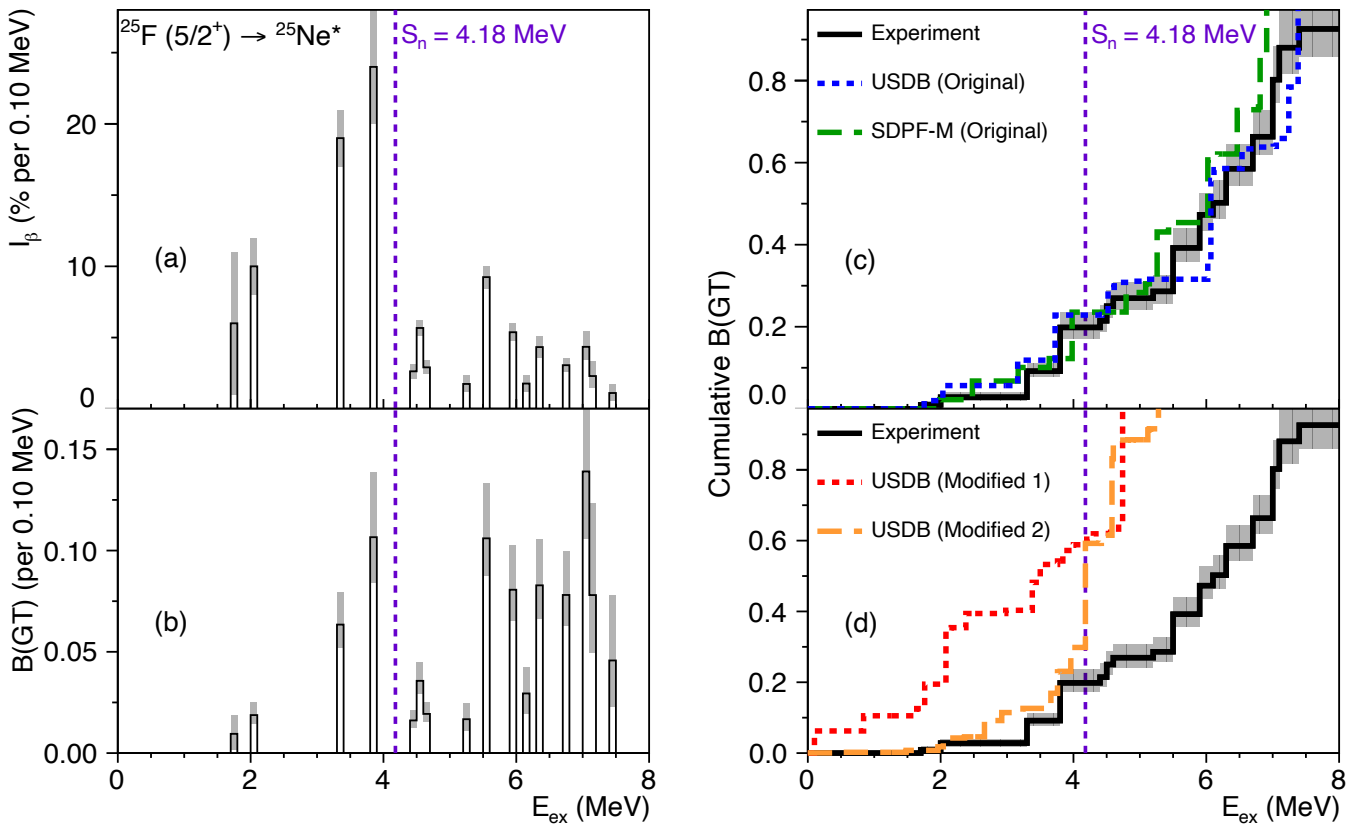 ²⁵F (5/2⁺) → ²⁵Ne*
Sₙ = 4.18 MeV
I_β (% per 0.10 MeV)
20
10
0
(a)
B(GT) (per 0.10 MeV)
0.15
0.10
0.05
0.00
(b)
0 2 4 6 8
E_ex (MeV)
Experiment
USDB (Original)
SDPF-M (Original)
Sₙ = 4.18 MeV
Cumulative B(GT)
0.8
0.6
0.4
0.2
0.0
(c)
Experiment
USDB (Modified 1)
USDB (Modified 2)
0.8
0.6
0.4
0.2
0.0
(d)
0 2 4 6 8
E_ex (MeV)